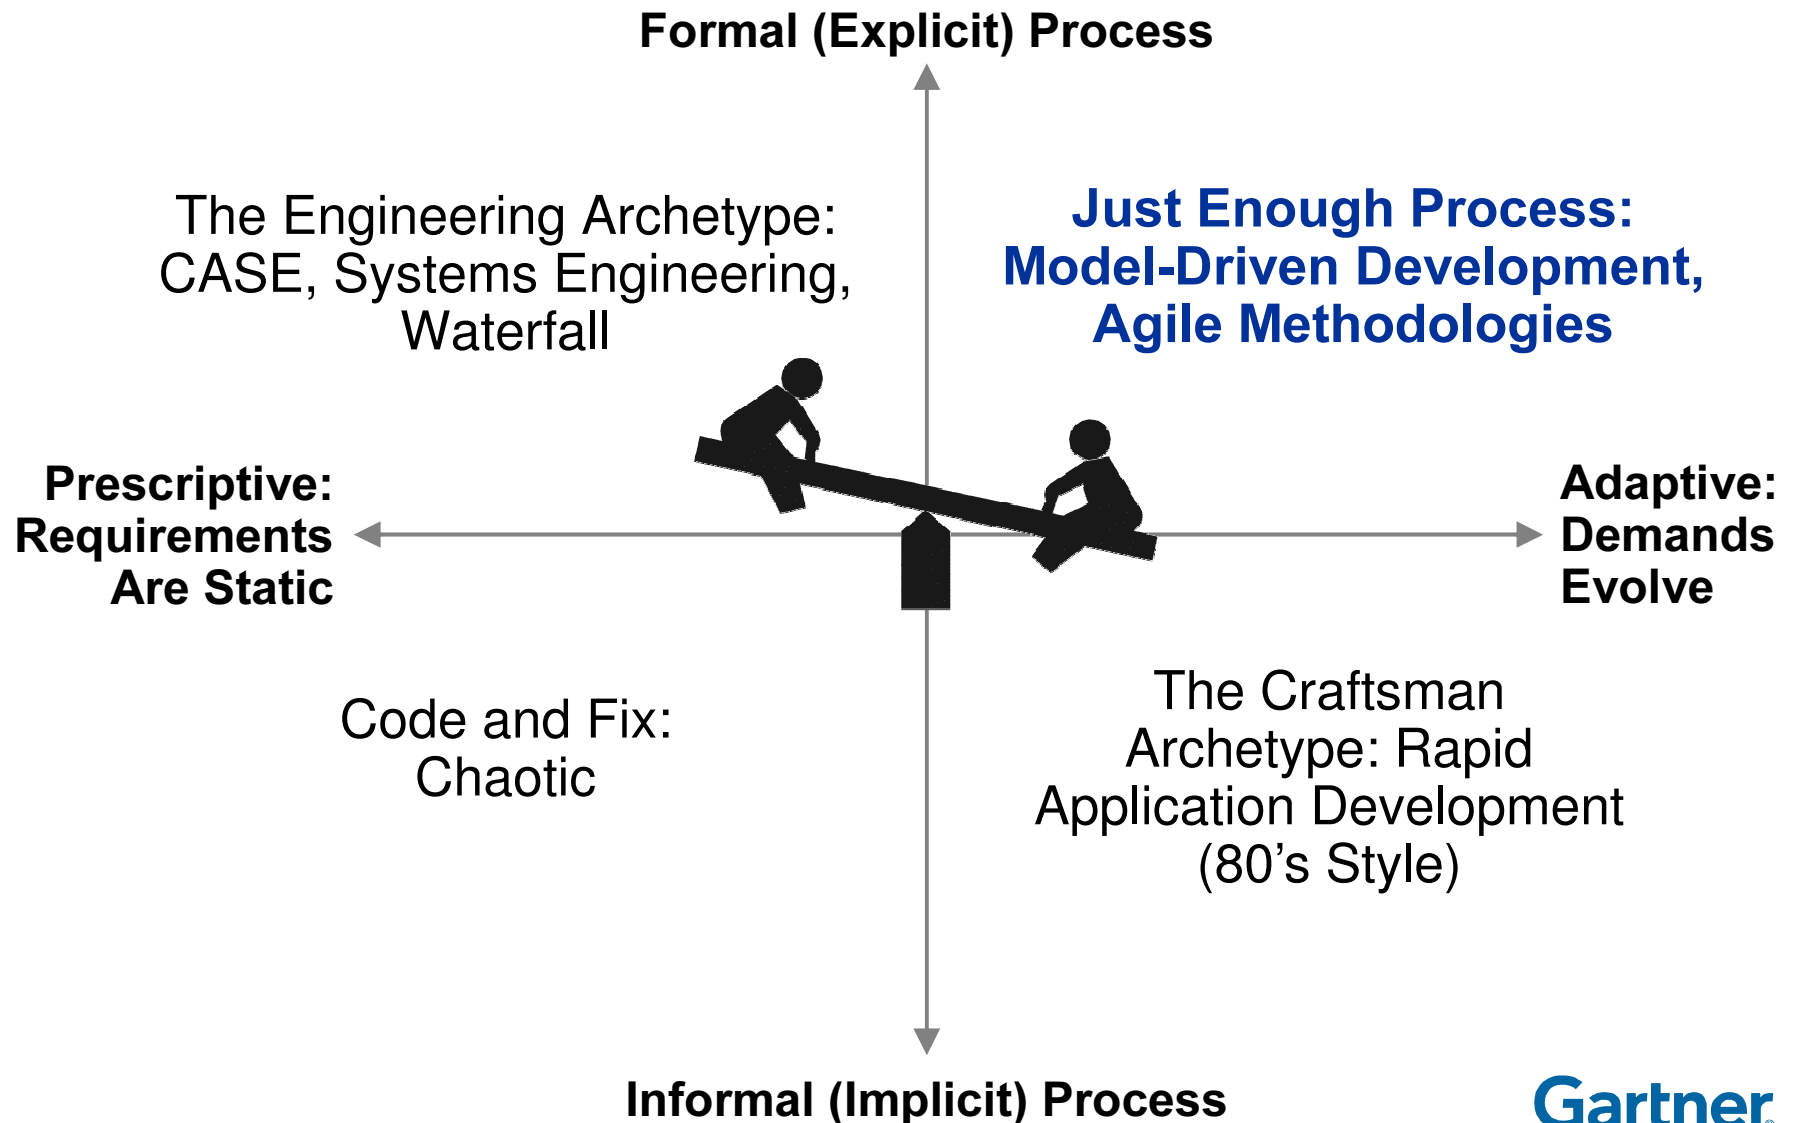 Formal (Explicit) Process
The Engineering Archetype:
CASE, Systems Engineering,
Waterfall
Just Enough Process:
Model-Driven Development,
Agile Methodologies
Prescriptive:
Requirements
Are Static
Adaptive:
Demands
Evolve
Code and Fix:
Chaotic
The Craftsman
Archetype: Rapid
Application Development
(80’s Style)
Informal (Implicit) Process
Gartner®